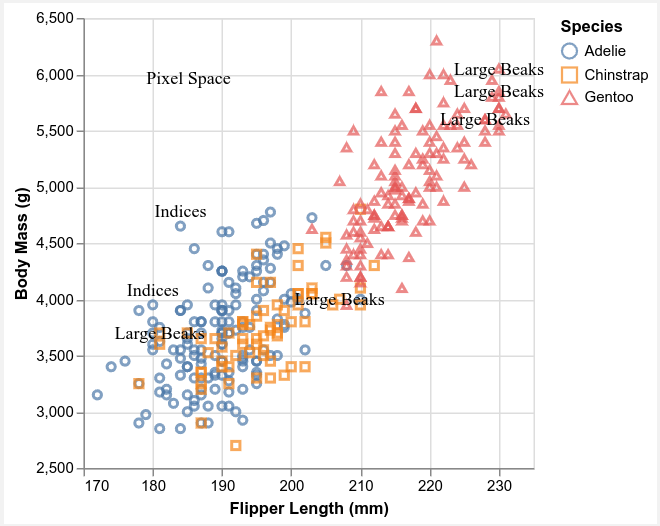 6,500
Species
Adelie
Chinstrap
Gentoo
Large Beaks
6,000
Pixel Space
Large Beaks
5,500
Large Beaks
5,000
Indices
4,500
Indices
4,000
Large Beaks
Large Beaks
3,500
3,000
2,500
170 180 190 200 210 220 230
Flipper Length (mm)
Body Mass (g)